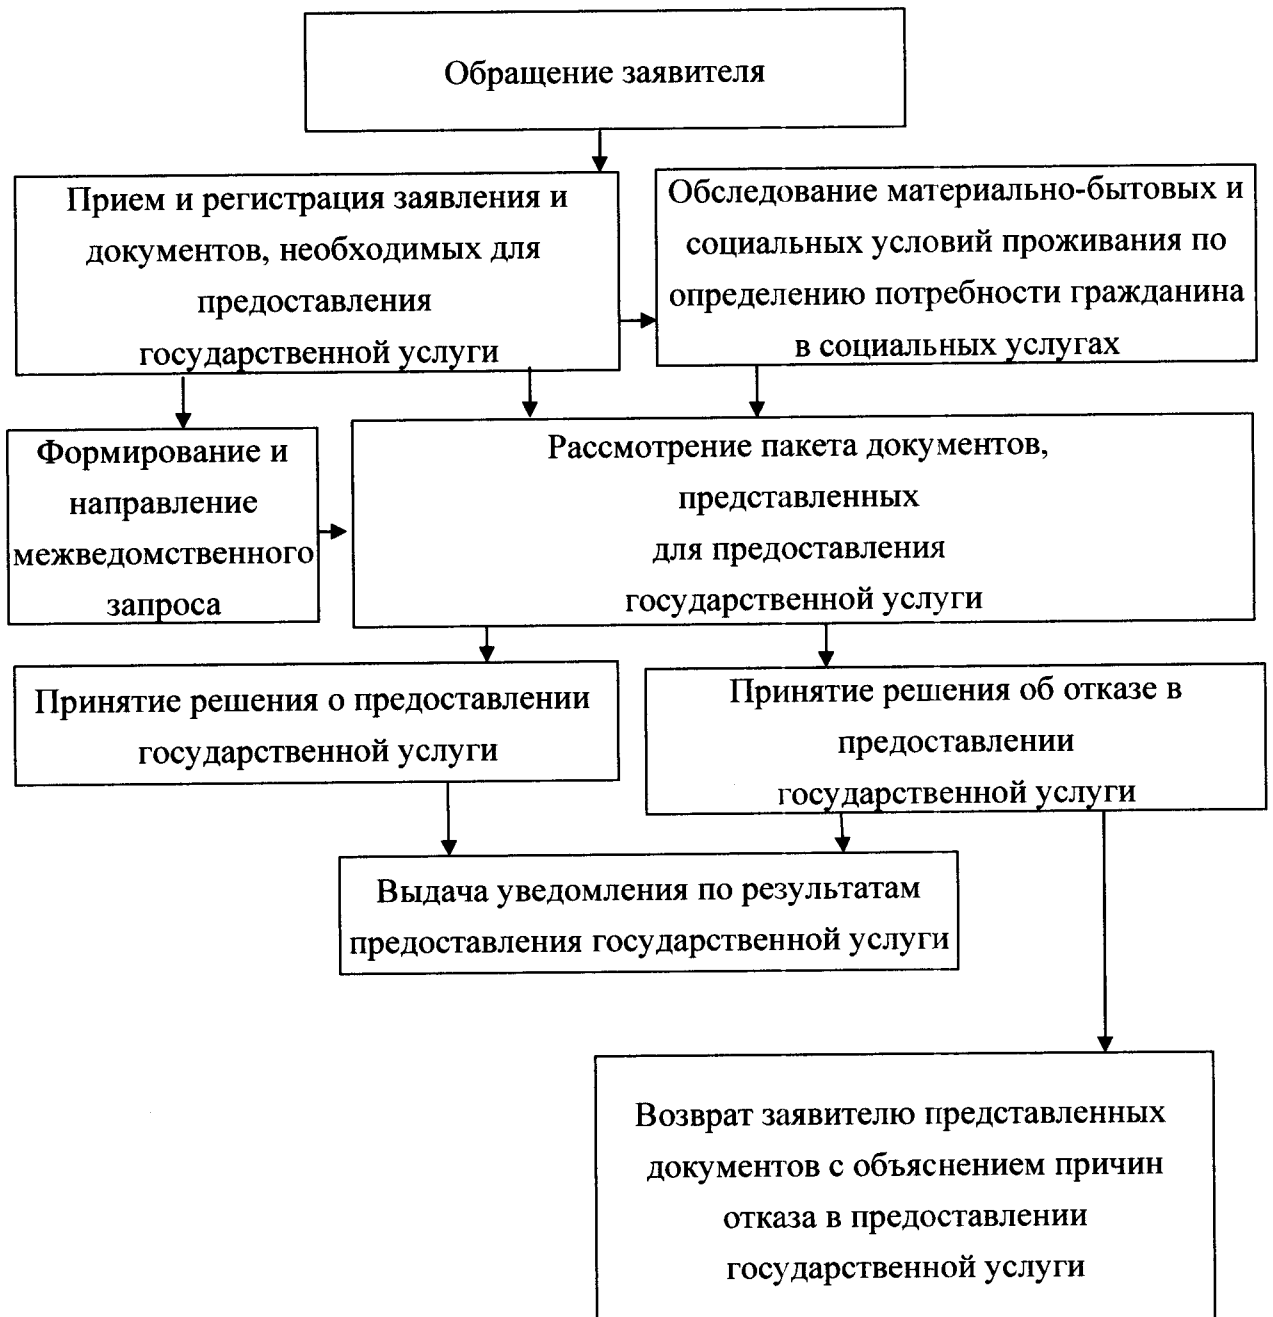 Обращение заявителя
Прием и регистрация заявления и
документов, необходимых для
предоставления
государственной услуги
Обследование материально-бытовых и
социальных условий проживания по
определению потребности гражданина
в социальных услугах
Формирование и
направление
межведомственного
запроса
Рассмотрение пакета документов,
представленных
для предоставления
государственной услуги
Принятие решения о предоставлении
государственной услуги
Принятие решения об отказе в
предоставлении
государственной услуги
Выдача уведомления по результатам
предоставления государственной услуги
Возврат заявителю представленных
документов с объяснением причин
отказа в предоставлении
государственной услуги